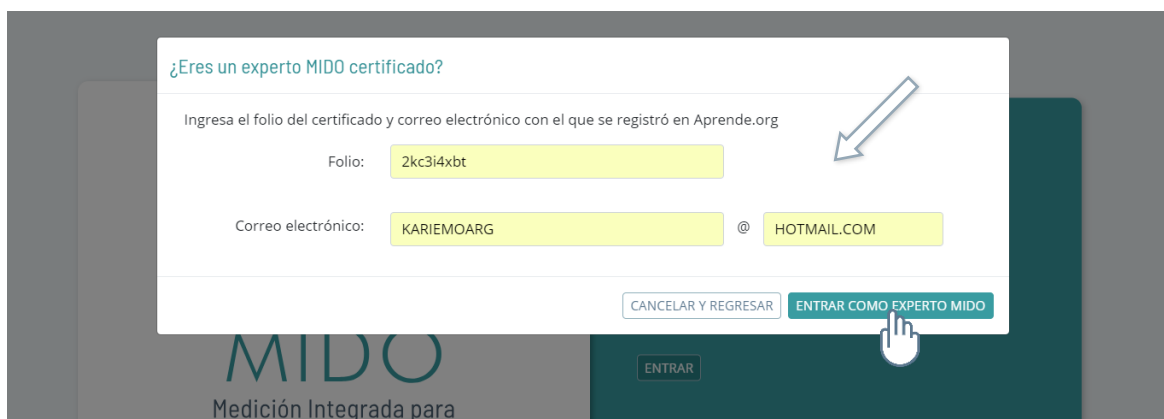 ¿Eres un experto MIDO certificado?
Ingresa el folio del certificado y correo electrónico con el que se registró en Aprende.org
Folio: 2kc3i4xbt
Correo electrónico: KARIEMOARG @ HOTMAIL.COM
CANCELAR Y REGRESAR ENTRAR COMO EXPERTO MIDO
MIDO
ENTRAR
Medición Integrada para